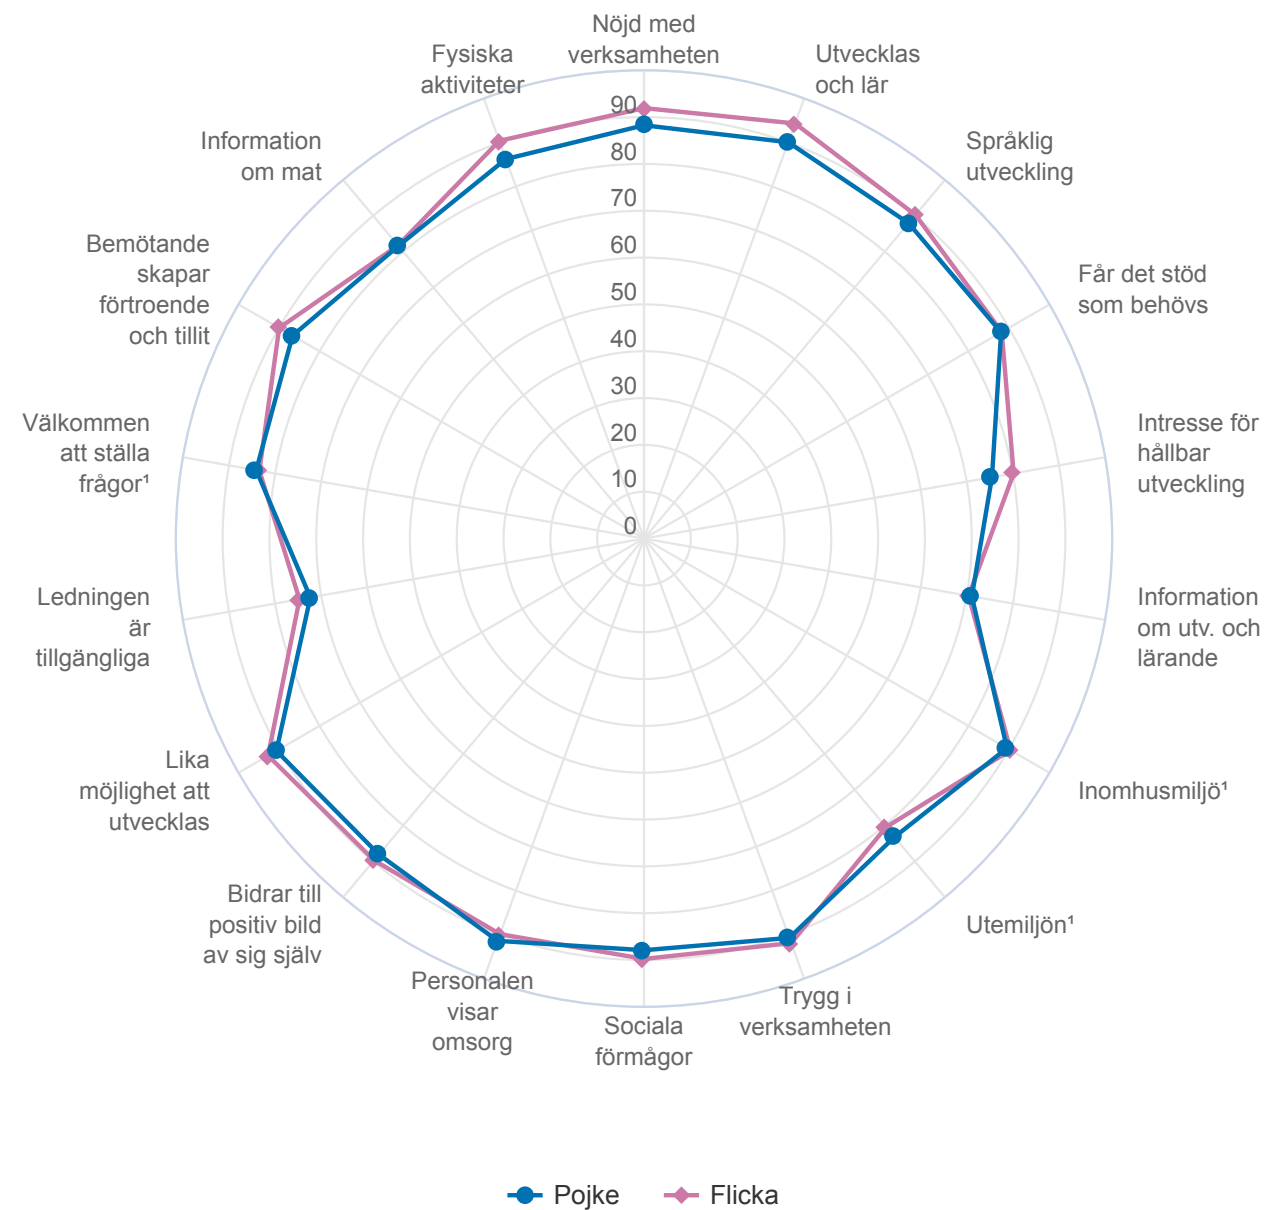 Nöjd med
verksamheten
Utvecklas
och lär
Språklig
utveckling
Får det stöd
som behövs
Intresse för
hållbar
utveckling
Information
om utv. och
lärande
Inomhusmiljö¹
Utemiljön¹
Trygg i
verksamheten
Sociala
förmågor
Personalen
visar
omsorg
Bidrar till
positiv bild
av sig själv
Lika
möjlighet att
utvecklas
Ledningen
är
tillgängliga
Välkommen
att ställa
frågor¹
Bemötande
skapar
förtroende
och tillit
Information
om mat
Fysiska
aktiviteter
90
80
70
60
50
40
30
20
10
0
Pojke
Flicka